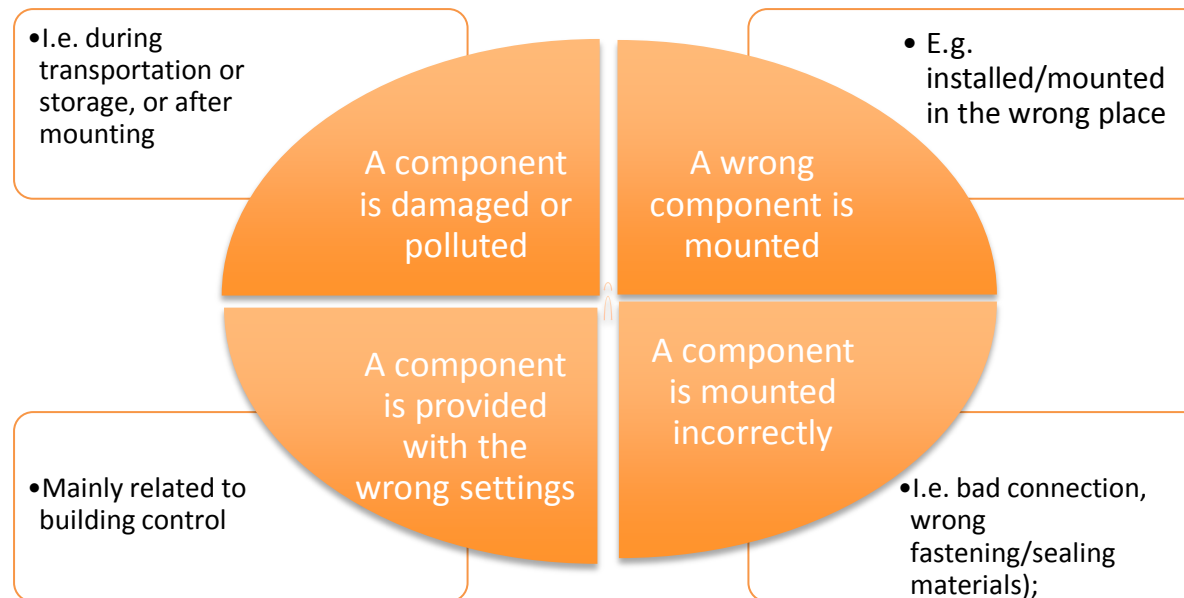 •I.e. during
transportation or
storage, or after
mounting
A component
is damaged or
polluted
A wrong
component is
mounted
• E.g.
installed/mounted
in the wrong place
A component
is provided
with the
wrong settings
A component
is mounted
incorrectly
•Mainly related to
building control
•I.e. bad connection,
wrong
fastening/sealing
materials);